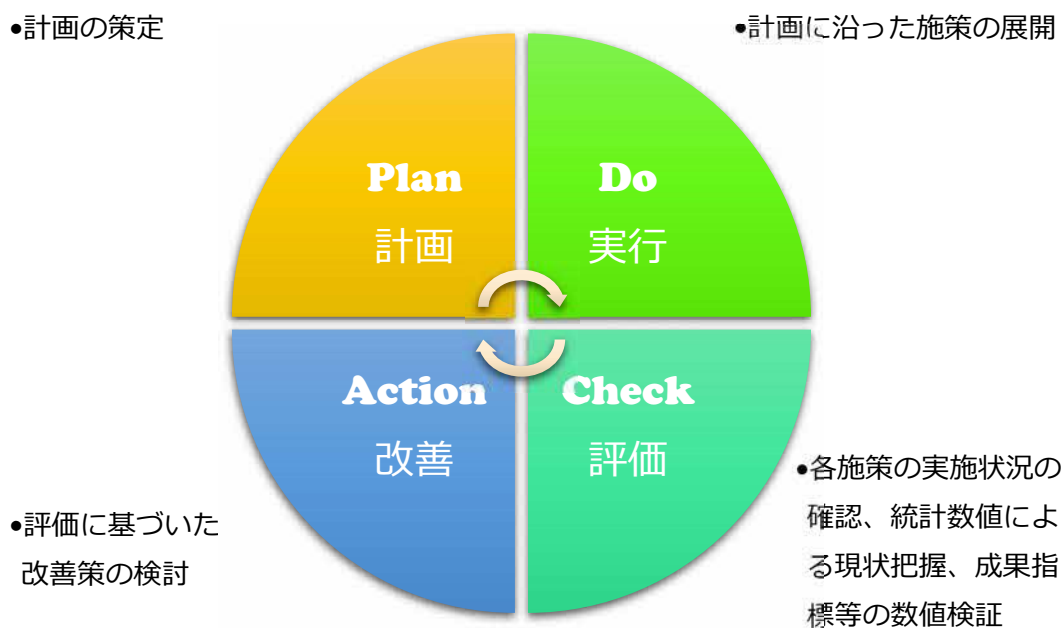 •計画の策定
•計画に沿った施策の展開
Plan
計画
Do
実行
Action
改善
Check
評価
•評価に基づいた
改善策の検討
•各施策の実施状況の
確認、統計数値によ
る現状把握、成果指
標等の数値検証